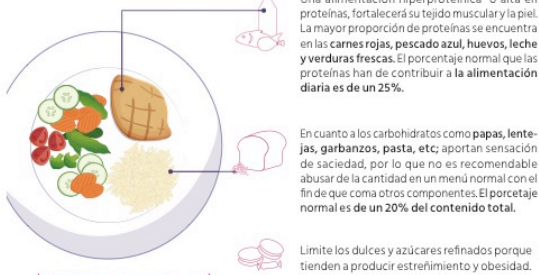 Una alimentación hiperproteínica o alta en
proteínas, fortalecerá su tejido muscular y la piel.
La mayor proporción de proteínas se encuentra
en las carnes rojas, pescado azul, huevos, leche
y verduras frescas. El porcentaje normal que las
proteínas han de contribuir a la alimentación
diaria es de un 25%.
En cuanto a los carbohidratos como papas, lente-
jas, garbanzos, pasta, etc; aportan sensación
de saciedad, por lo que no es recomendable
abusar de la cantidad en un menú normal con el
fin de que coma otros componentes. El porcetaje
normal es de un 20% del contenido total.
Limite los dulces y azúcares refinados porque
tienden a producir estreñimiento y obesidad.